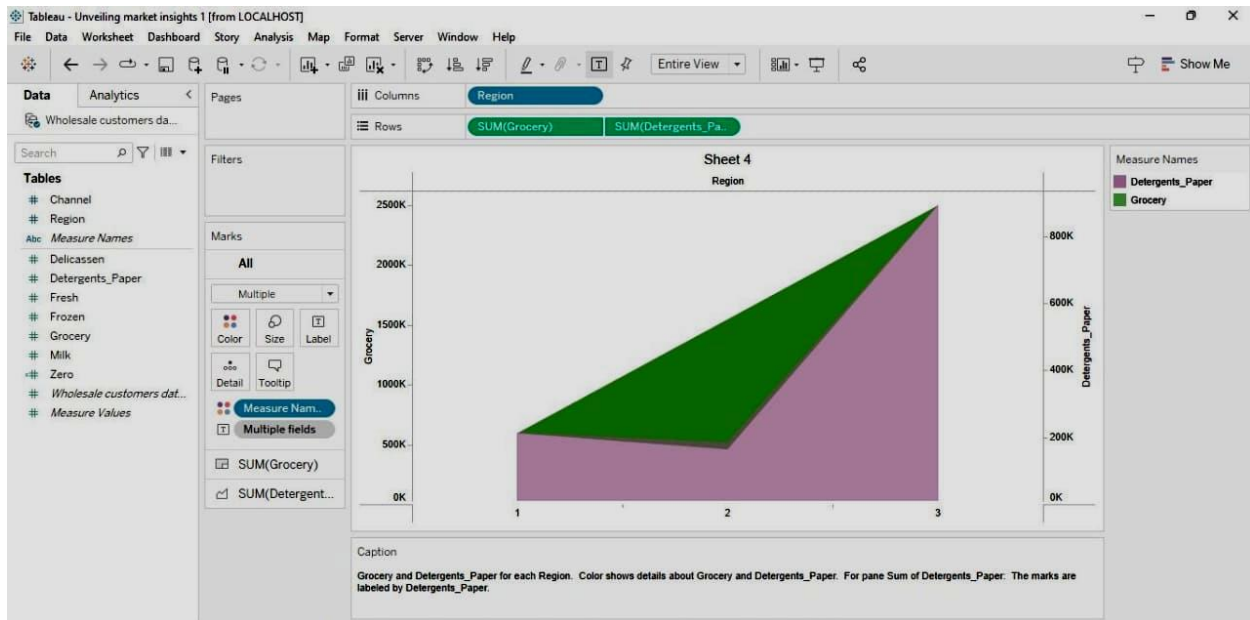 Tableau - Unveiling market insights 1 [from LOCALHOST]
File Data Worksheet Dashboard Story Analysis Map Format Server Window Help
Entire View
Show Me
Data Analytics
Wholesale customers da...
Search
Tables
# Channel
# Region
Abc Measure Names
# Delicassen
# Detergents_Paper
# Fresh
# Frozen
# Grocery
# Milk
=# Zero
# Wholesale customers dat...
# Measure Values
Pages
Filters
Marks
All
Multiple
Color Size Label
Detail Tooltip
Measure Nam..
Multiple fields
SUM(Grocery)
SUM(Detergent...
iii Columns Region
Rows SUM(Grocery) SUM(Detergents_Pa..
Sheet 4
Region
2500K
2000K
1500K
1000K
500K
0K
Grocery
1 2 3
800K
600K
400K
200K
0K
Detergents_Paper
Measure Names
Detergents_Paper
Grocery
Caption
Grocery and Detergents_Paper for each Region. Color shows details about Grocery and Detergents_Paper. For pane Sum of Detergents_Paper: The marks are
labeled by Detergents_Paper.